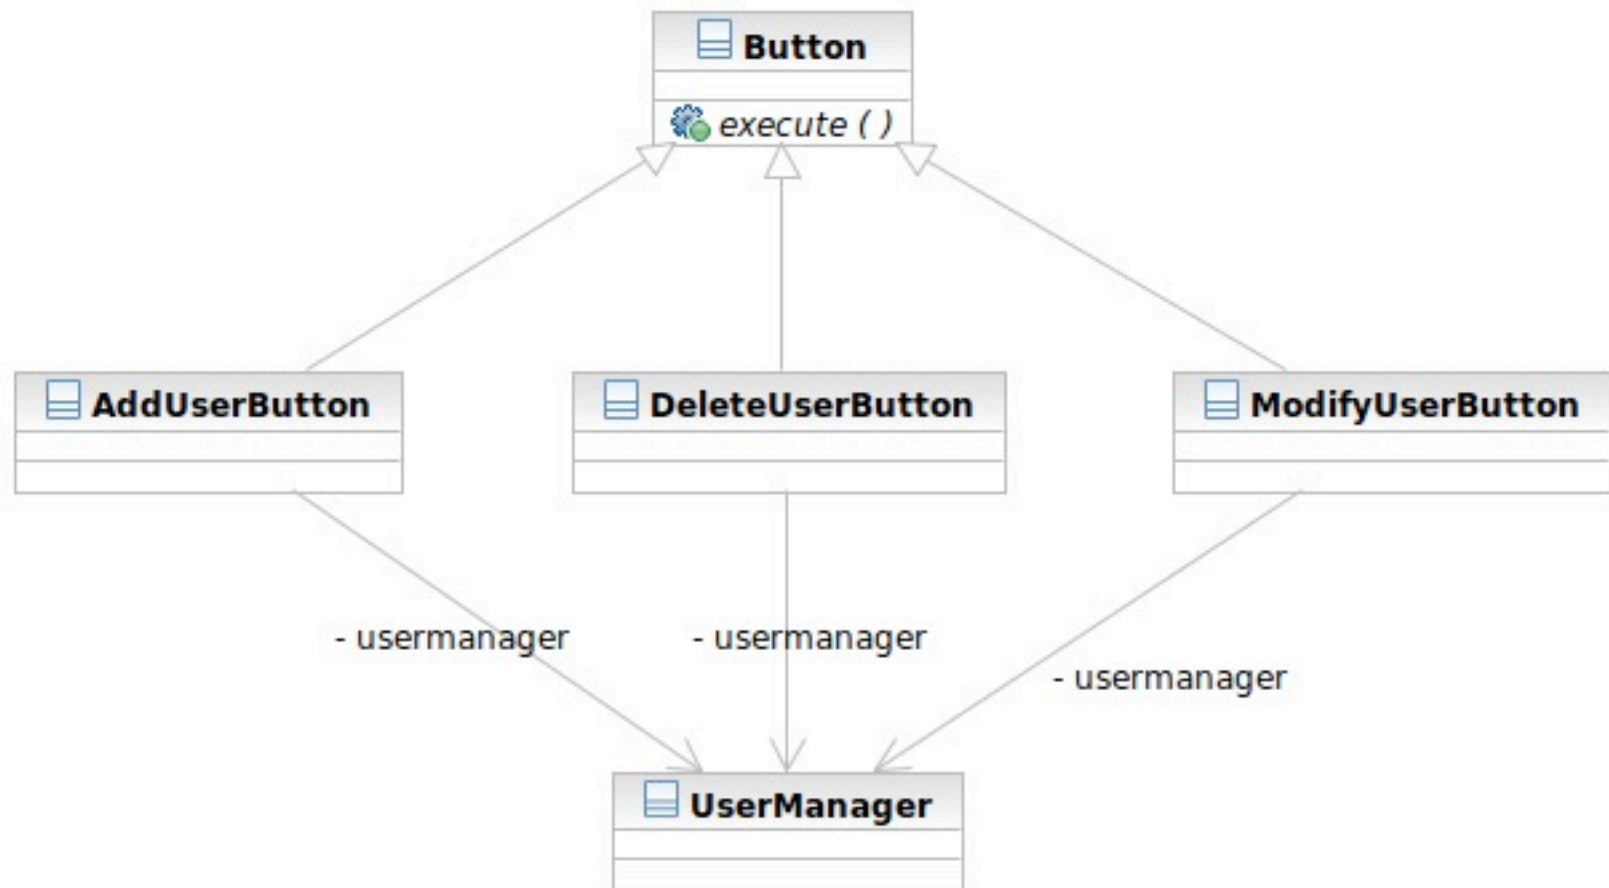 Button
execute ( )
AddUserButton
DeleteUserButton
ModifyUserButton
- usermanager
- usermanager
- usermanager
UserManager